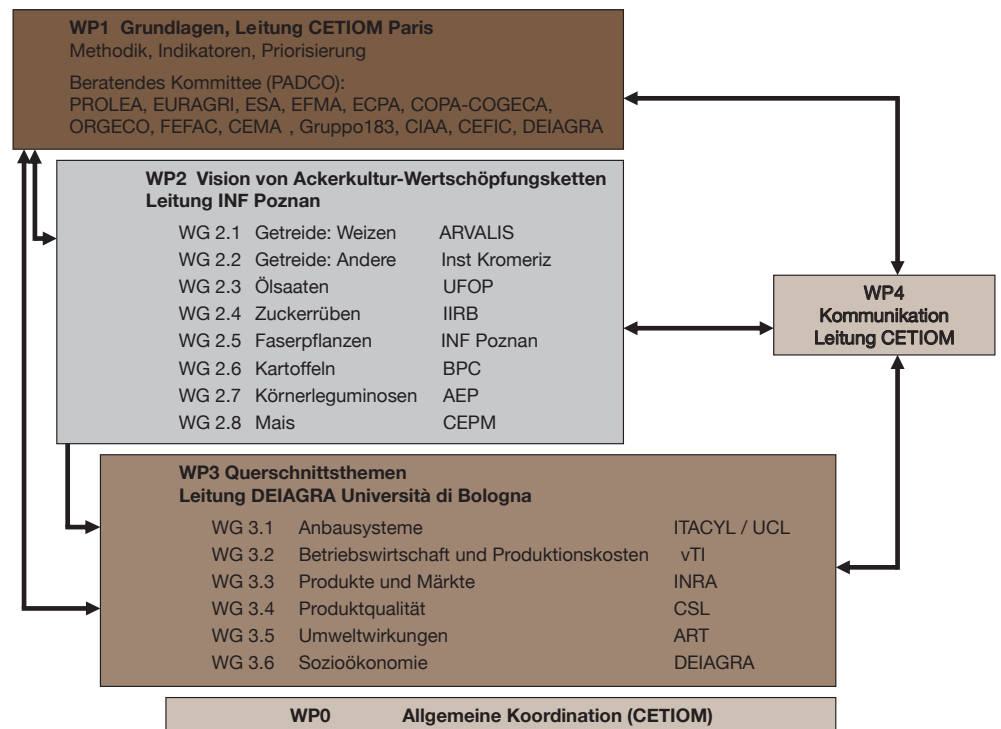 WP1 Grundlagen, Leitung CETIOM Paris
Methodik, Indikatoren, Priorisierung
Beratendes Kommittee (PADCO):
PROLEA, EURAGRI, ESA, EFMA, ECPA, COPA-COGECA,
ORGECO, FEFAC, CEMA , Gruppo183, CIAA, CEFIC, DEIAGRA
WP2 Vision von Ackerkultur-Wertschöpfungsketten
Leitung INF Poznan
WG 2.1 Getreide: Weizen ARVALIS
WG 2.2 Getreide: Andere Inst Kromeriz
WG 2.3 Ölsaaten UFOP
WG 2.4 Zuckerrüben IIRB
WG 2.5 Faserpflanzen INF Poznan
WG 2.6 Kartoffeln BPC
WG 2.7 Körnerleguminosen AEP
WG 2.8 Mais CEPM
WP4
Kommunikation
Leitung CETIOM
WP3 Querschnittsthemen
Leitung DEIAGRA Università di Bologna
WG 3.1 Anbausysteme ITACYL / UCL
WG 3.2 Betriebswirtschaft und Produktionskosten vTI
WG 3.3 Produkte und Märkte INRA
WG 3.4 Produktqualität CSL
WG 3.5 Umweltwirkungen ART
WG 3.6 Sozioökonomie DEIAGRA
WP0 Allgemeine Koordination (CETIOM)